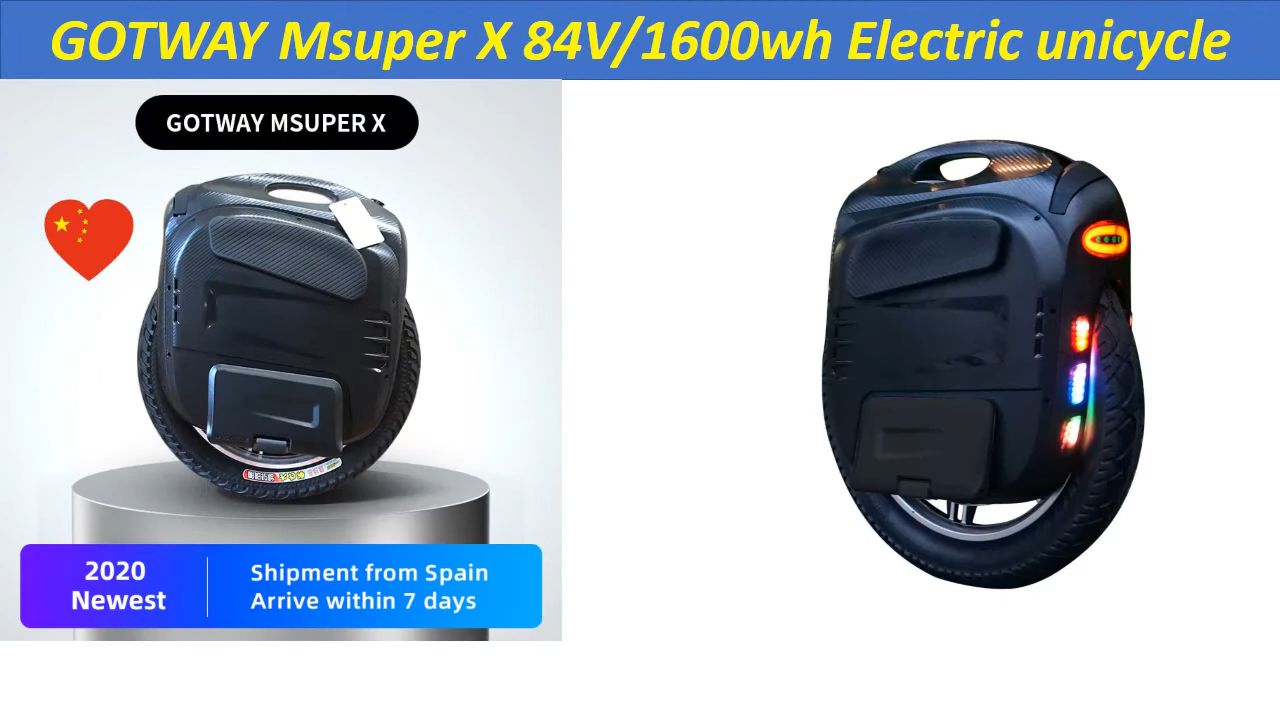 GOTWAY Msuper X 84V/1600wh Electric unicycle
GOTWAY MSUPER X
2020
Newest
Shipment from Spain
Arrive within 7 days